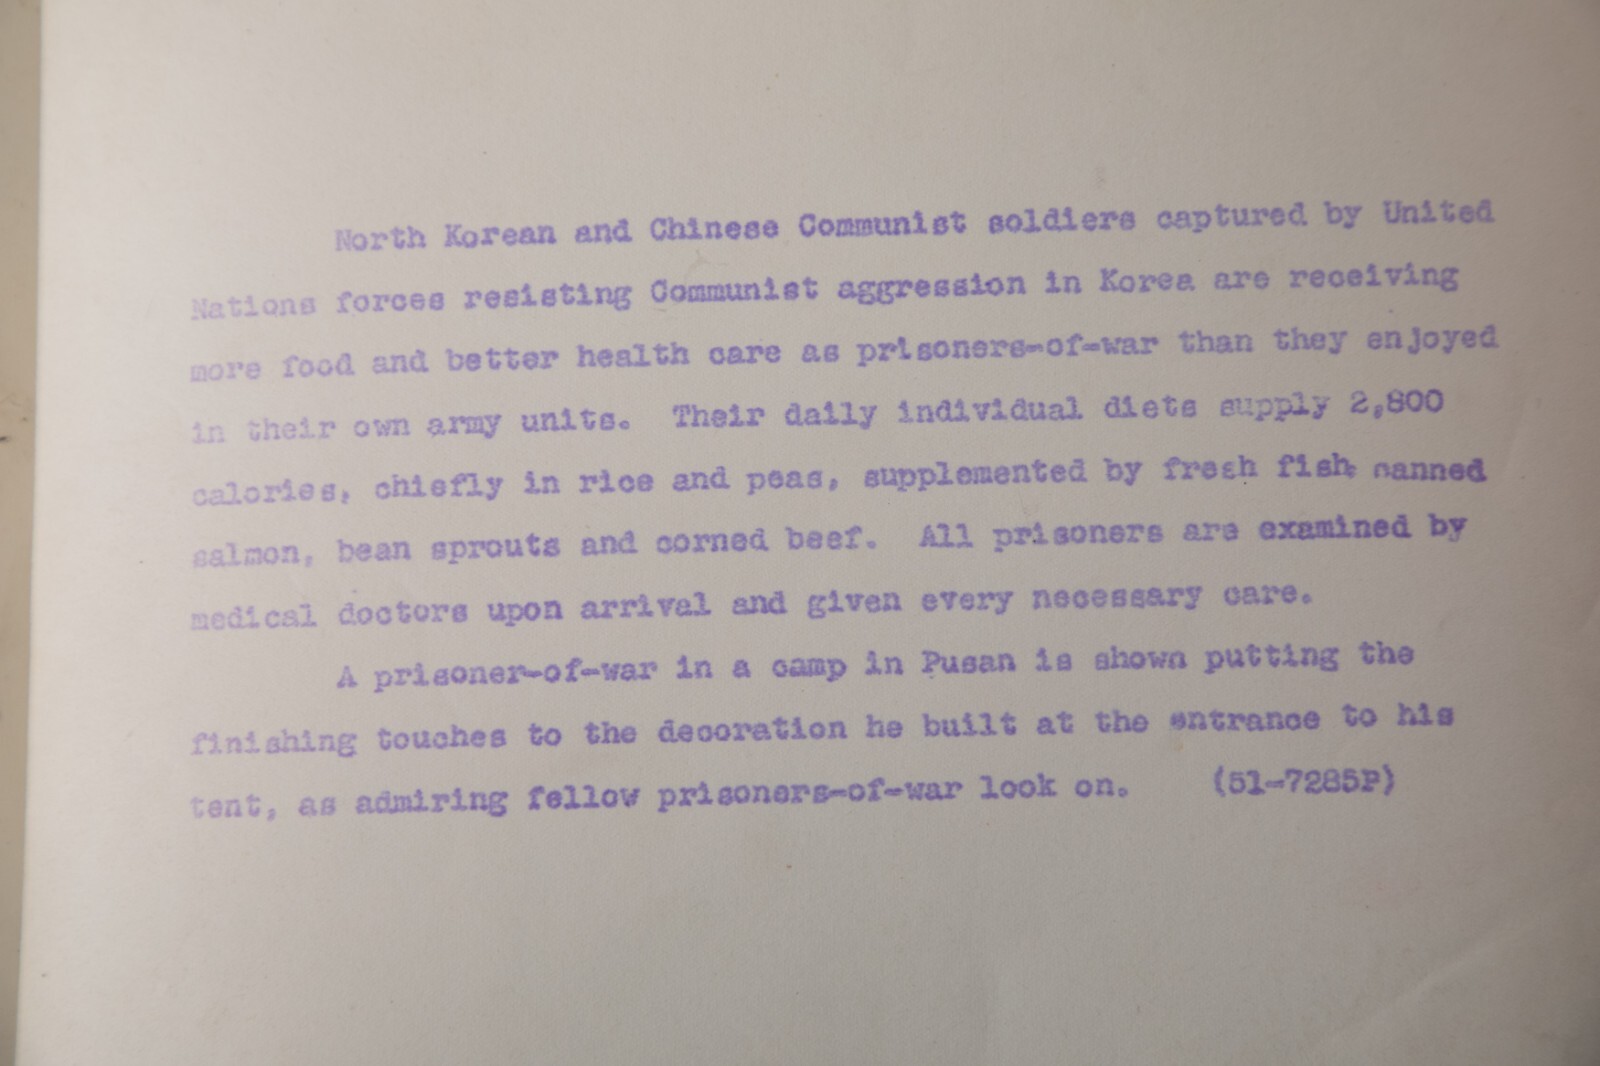 North Korean and Chinese Communist soldiers captured by United
Nations forces resisting Communist aggression in Korea are receiving
more food and better health care as prisoners-of-war than they enjoyed
in their own army units. Their daily individual diets supply 2,800
calories, chiefly in rice and peas, supplemented by fresh fish, canned
salmon, bean sprouts and corned beef. All prisoners are examined by
medical doctors upon arrival and given every necessary care.
A prisoner-of-war in a camp in Pusan is shown putting the
finishing touches to the decoration he built at the entrance to his
tent, as admiring fellow prisoners-of-war look on. (51-7285P)